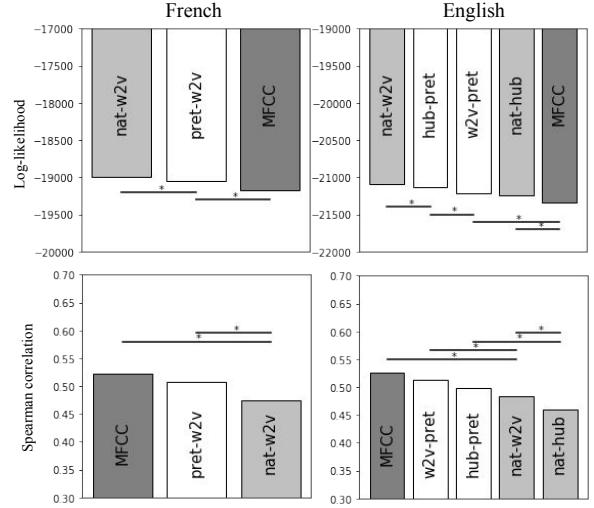 French
English
Log-likelihood
−17000
−18000
−19000
−19500
−20000
nat-w2v
pret-w2v
MFCC
*
*
−19000
−20000
−21000
−21500
−22000
nat-w2v
hub-pret
w2v-pret
nat-hub
MFCC
*
*
*
*
Spearman correlation
0.70
0.65
0.60
0.55
0.50
0.45
0.40
0.35
0.30
MFCC
pret-w2v
nat-w2v
*
*
0.70
0.65
0.60
0.55
0.50
0.45
0.40
0.35
0.30
MFCC
w2v-pret
hub-pret
nat-w2v
nat-hub
*
*
*
*